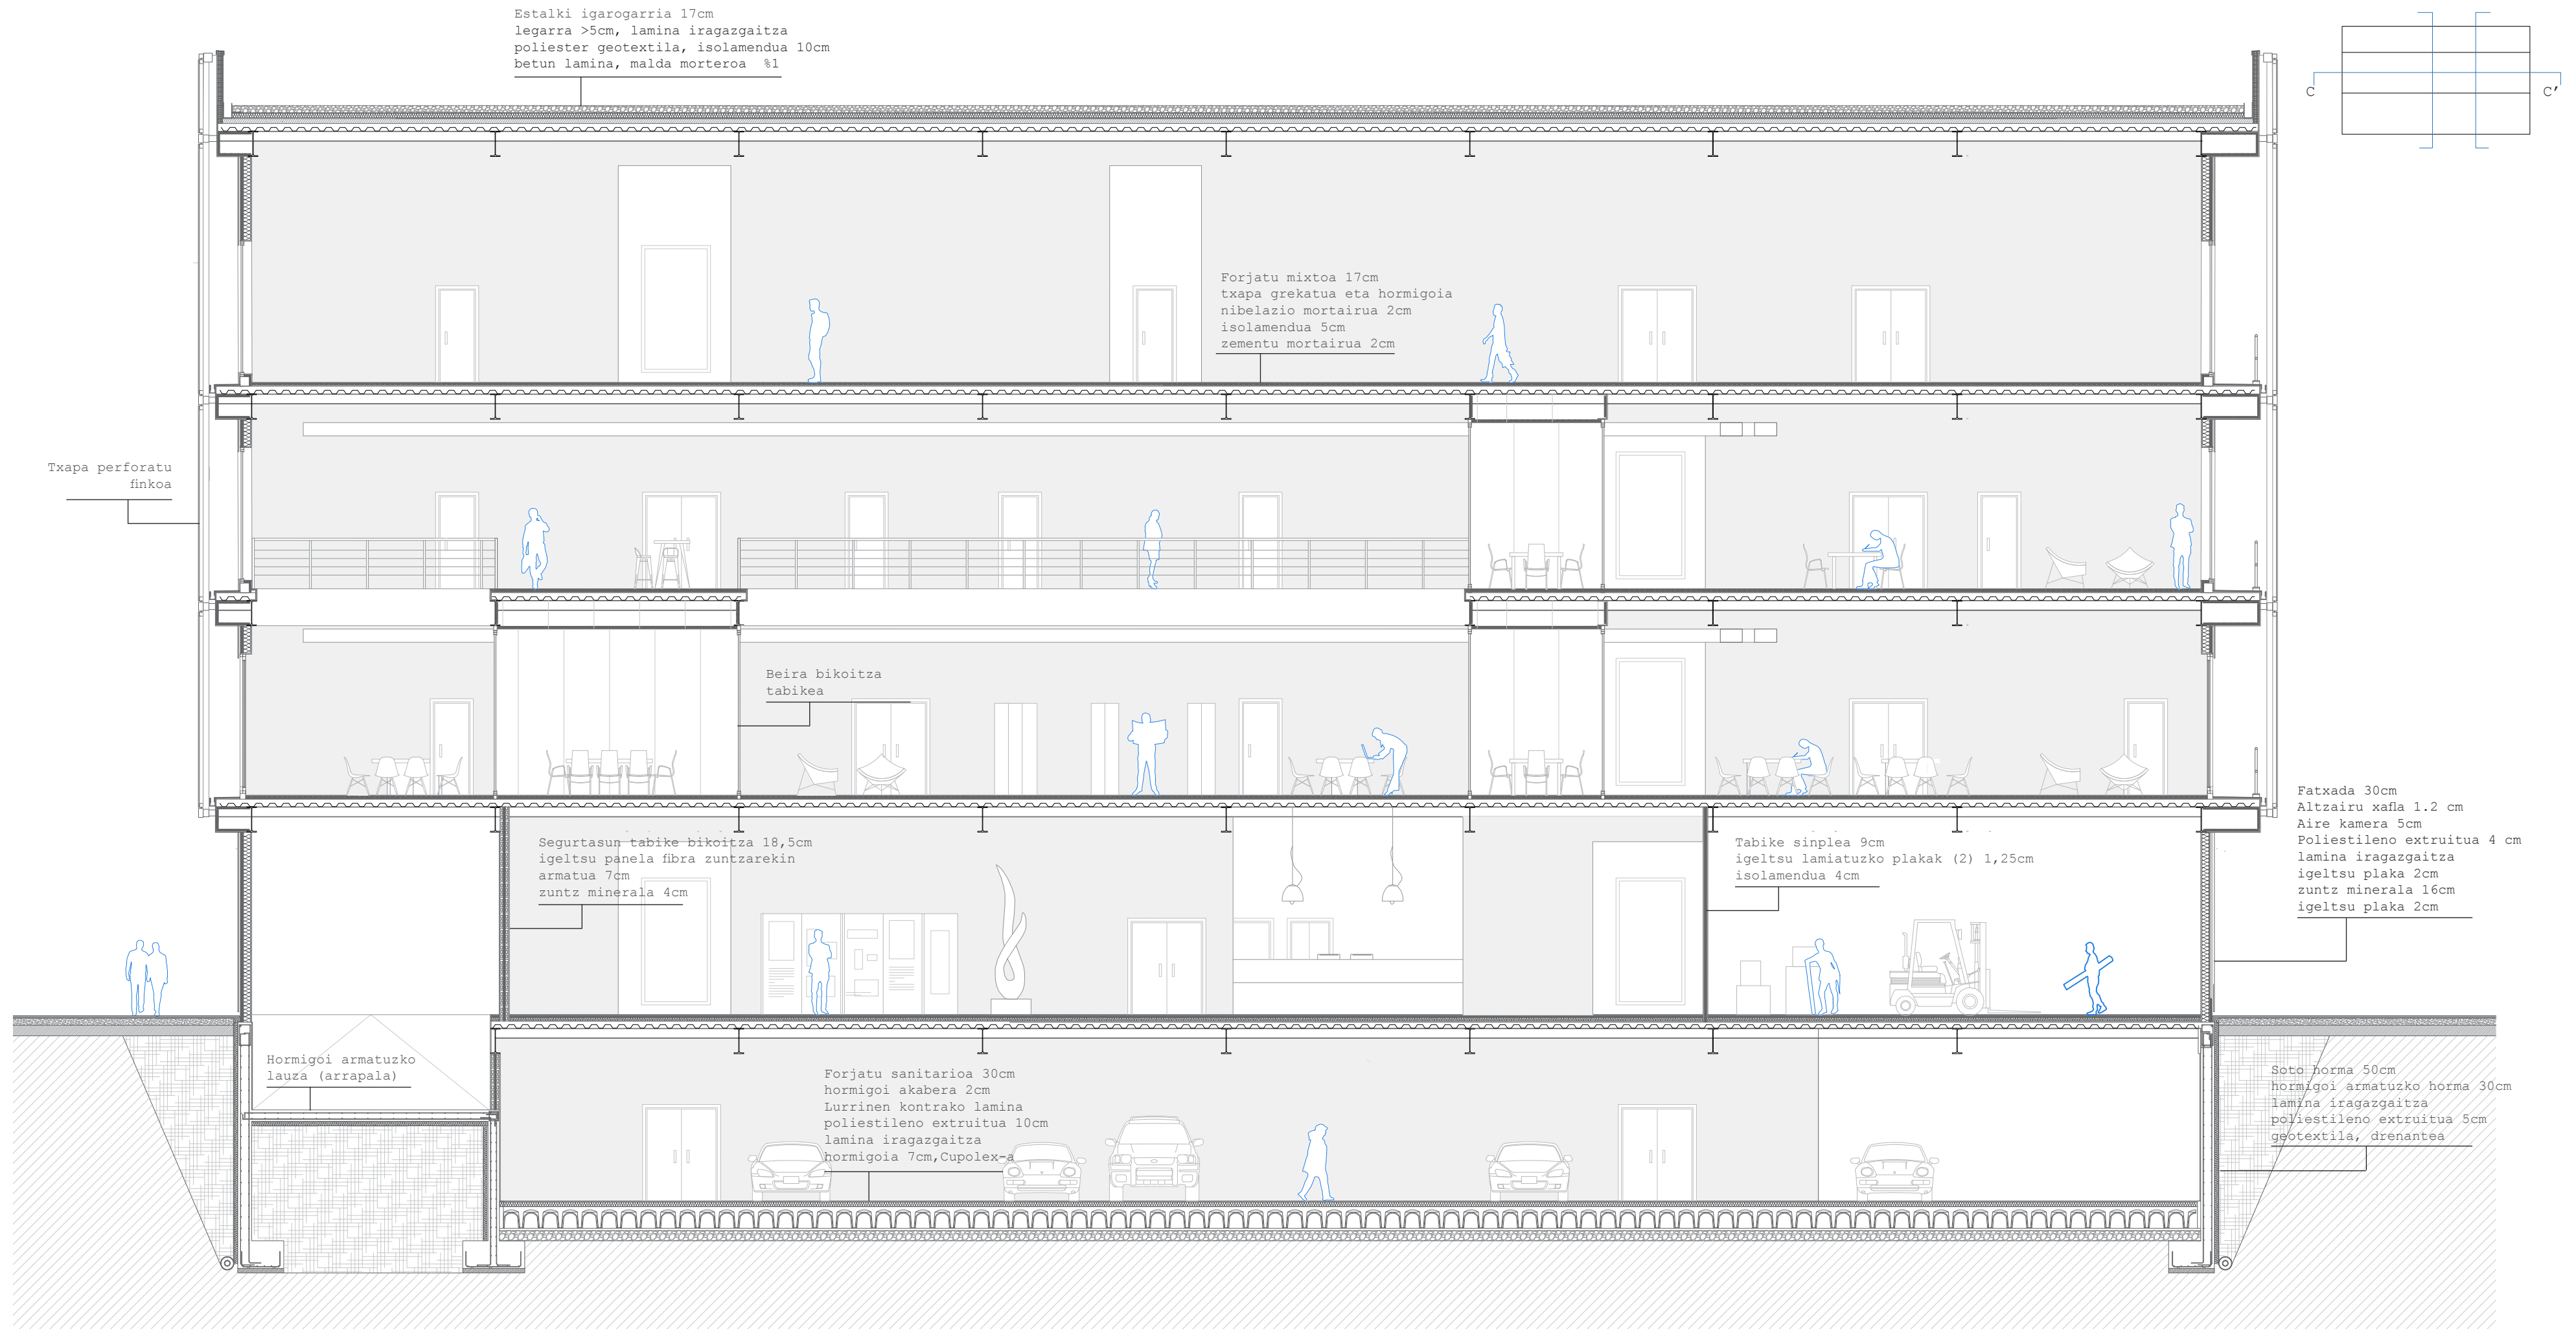 Estalki igarogarria 17cm
legarra >5cm, lamina iragazgaitza
poliester geotextila, isolamendua 10cm
betun lamina, malda morteroa  %1
C
C’
Forjatu mixtoa 17cm
txapa grekatua eta hormigoia
nibelazio mortairua 2cm
isolamendua 5cm
zementu mortairua 2cm
Txapa perforatu
finkoa
Beira bikoitza
tabikea
Fatxada 30cm
Altzairu xafla 1.2 cm
Aire kamera 5cm
Poliestileno extruitua 4 cm
lamina iragazgaitza
igeltsu plaka 2cm
zuntz minerala 16cm
igeltsu plaka 2cm
Segurtasun tabike bikoitza 18,5cm
igeltsu panela fibra zuntzarekin
armatua 7cm
zuntz minerala 4cm
Tabike sinplea 9cm
igeltsu lamiatuzko plakak (2) 1,25cm
isolamendua 4cm
Hormigoi armatuzko
lauza (arrapala)
Forjatu sanitarioa 30cm
hormigoi akabera 2cm
Lurrinen kontrako lamina
poliestileno extruitua 10cm
lamina iragazgaitza
hormigoia 7cm,Cupolex-a
Soto horma 50cm
hormigoi armatuzko horma 30cm
lamina iragazgaitza
poliestileno extruitua 5cm
geotextila, drenantea